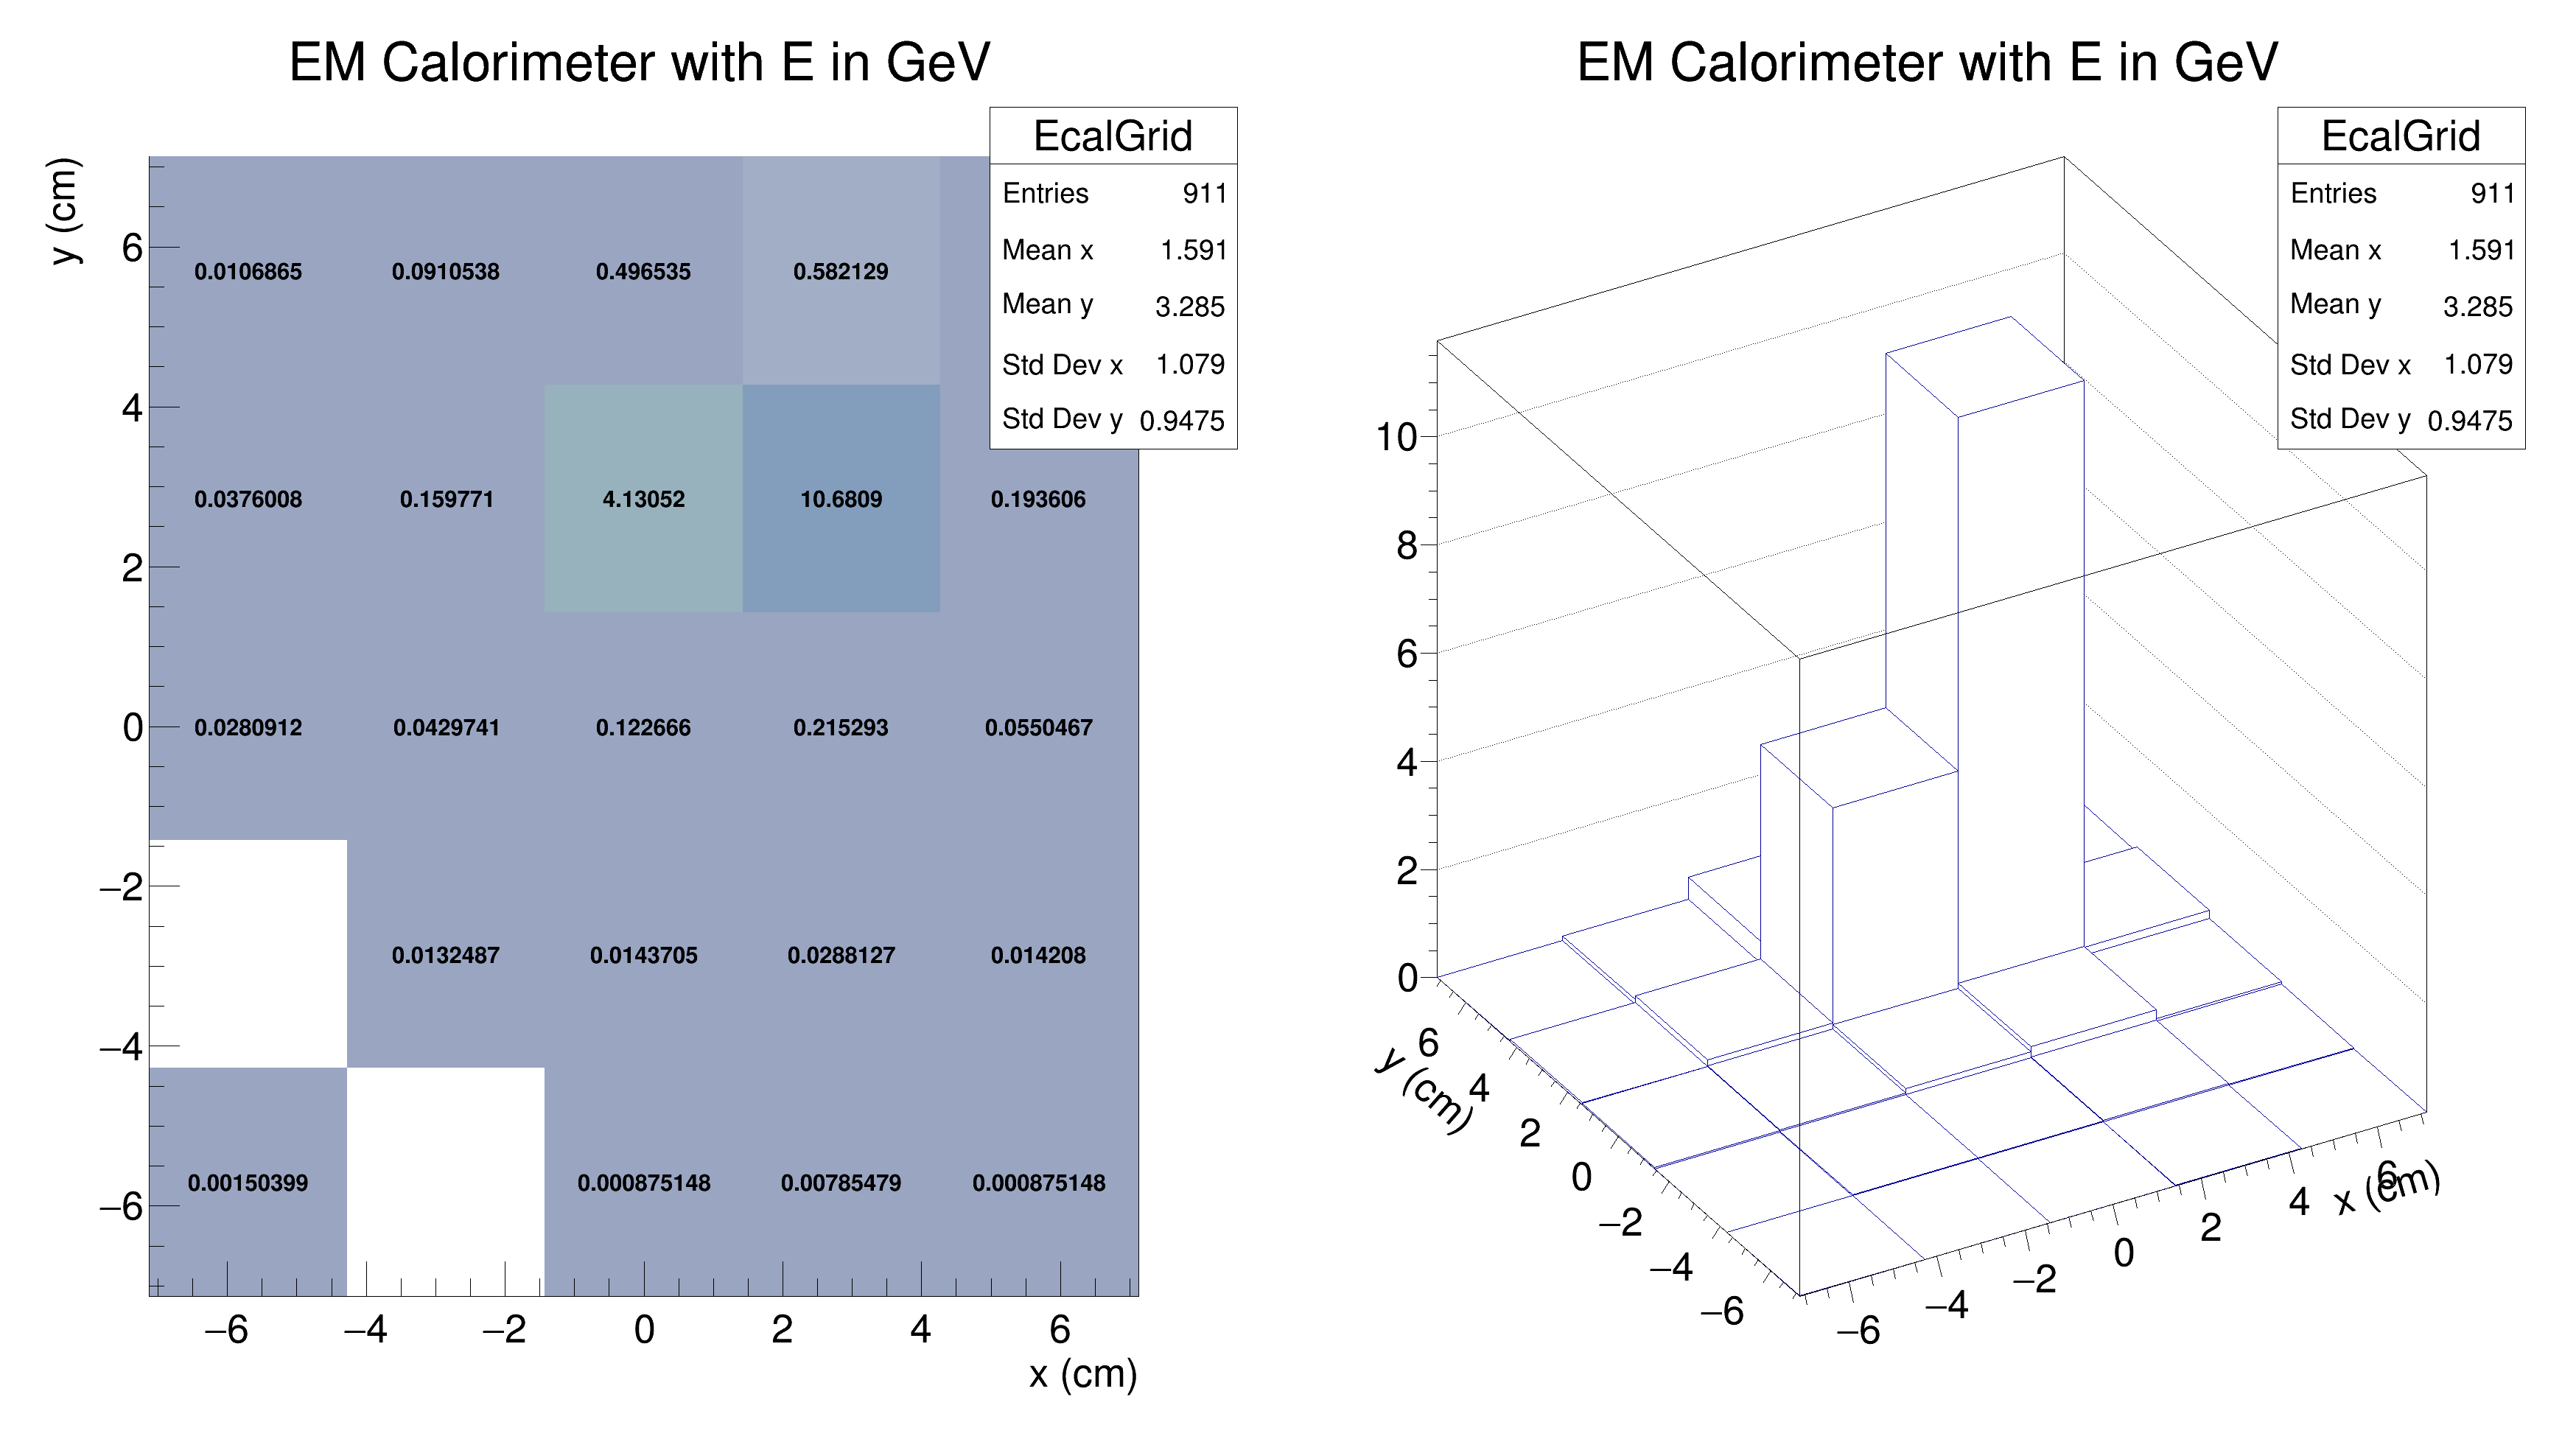 EM Calorimeter with E in GeV
EcalGrid
Entries 911
Mean x 1.591
Mean y 3.285
Std Dev x 1.079
Std Dev y 0.9475
y (cm)
6
4
2
0
−2
−4
−6
0.0106865 0.0910538 0.496535 0.582129
0.0376008 0.159771 4.13052 10.6809 0.193606
0.0280912 0.0429741 0.122666 0.215293 0.0550467
0.0132487 0.0143705 0.0288127 0.014208
0.00150399 0.000875148 0.00785479 0.000875148
−6 −4 −2 0 2 4 6
x (cm)
EM Calorimeter with E in GeV
EcalGrid
Entries 911
Mean x 1.591
Mean y 3.285
Std Dev x 1.079
Std Dev y 0.9475
10
8
6
4
2
0
6
4
2
0
−2
−4
−6
y (cm)
−6 −4 −2 0 2 4 6
x (cm)